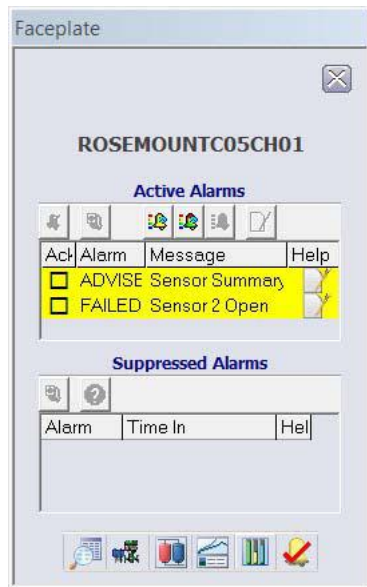 Faceplate
ROSEMOUNTC05CH01
Active Alarms
Ack Alarm Message Help
ADVISE Sensor Summary
FAILED Sensor 2 Open
Suppressed Alarms
Alarm Time In Hel